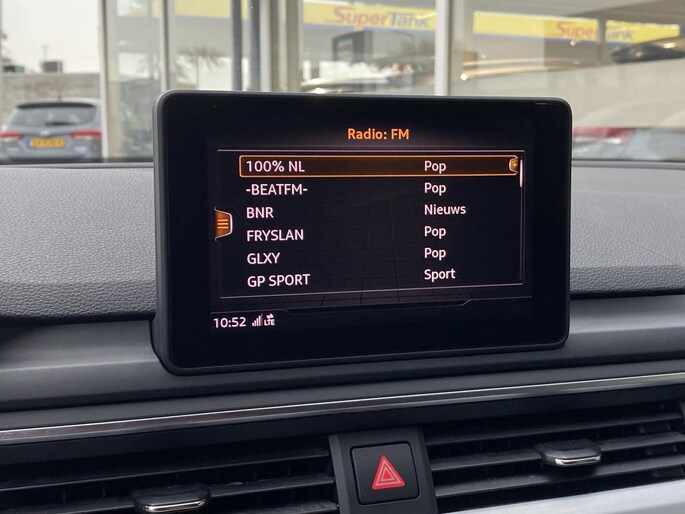 SuperTank
SuperTank
Radio: FM
100% NL Pop
-BEATFM- Pop
BNR Nieuws
FRYSLAN Pop
GLXY Pop
GP SPORT Sport
10:52 LTE